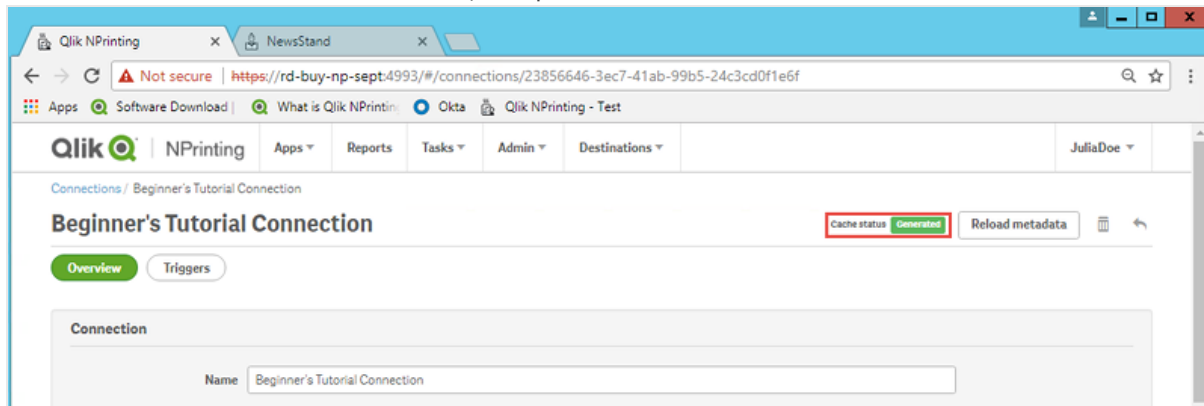 Qlik NPrinting NewsStand
Not secure https://rd-buy-np-sept:4993/#/connections/23856646-3ec7-41ab-99b5-24c3cd0f1e6f
Apps Software Download | What is Qlik NPrinting Okta Qlik NPrinting - Test
Qlik NPrinting Apps Reports Tasks Admin Destinations JuliaDoe
Connections / Beginner's Tutorial Connection
Beginner's Tutorial Connection Cache status Generated Reload metadata
Overview Triggers
Connection
Name Beginner's Tutorial Connection